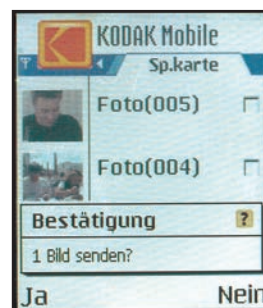 KODAK Mobile
Sp.karte
Foto(005)
Foto(004)
Bestätigung ?
1 Bild senden?
Ja Nein